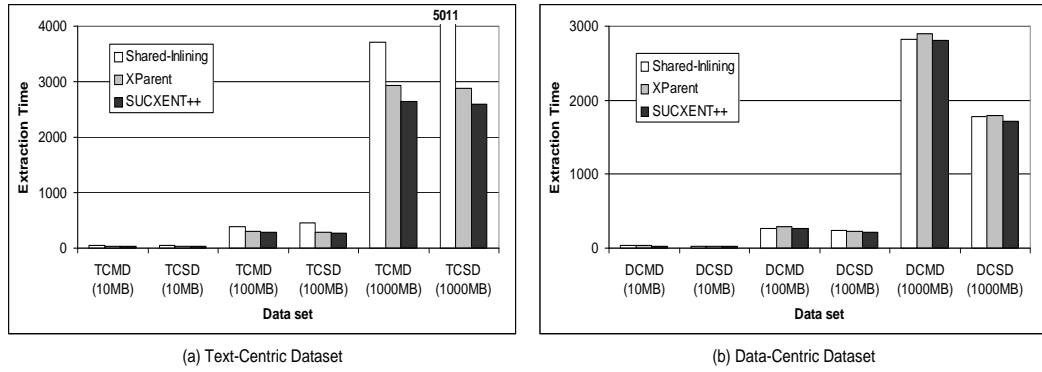 5011
4000
3000
2000
1000
0
Extraction Time
Shared-Inlining
XParent
SUCXENT++
TCMD TCSD TCMD TCSD TCMD TCSD
(10MB) (10MB) (100MB) (100MB) (1000MB) (1000MB)
Data set
(a) Text-Centric Dataset
3000
2000
1000
0
Extraction Time
Shared-Inlining
XParent
SUCXENT++
DCMD DCSD DCMD DCSD DCMD DCSD
(10MB) (10MB) (100MB) (100MB) (1000MB) (1000MB)
Data set
(b) Data-Centric Dataset